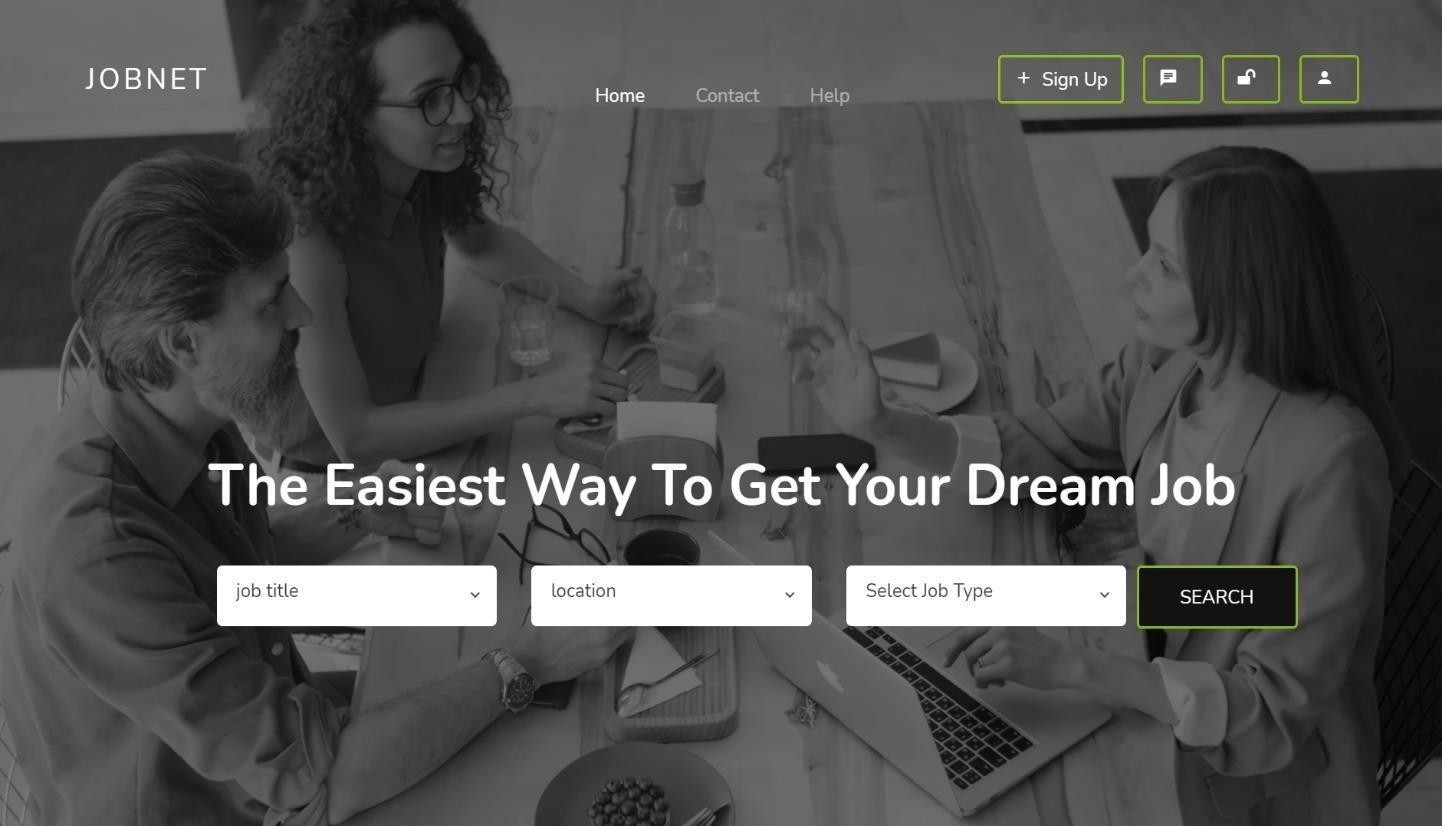 JOBNET
Home Contact Help
+ Sign Up
The Easiest Way To Get Your Dream Job
job title
location
Select Job Type
SEARCH